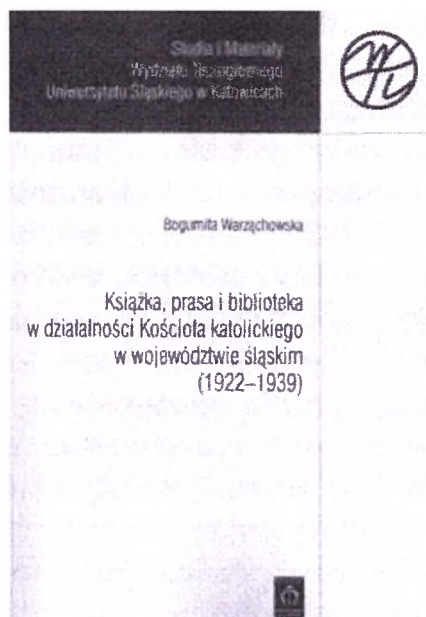 Studia i Materiały
Wydziału Teologicznego
Uniwersytetu Śląskiego w Katowicach
Bogumiła Warząchowska
Książka, prasa i biblioteka
w działalności Kościoła katolickiego
w województwie śląskim
(1922–1939)